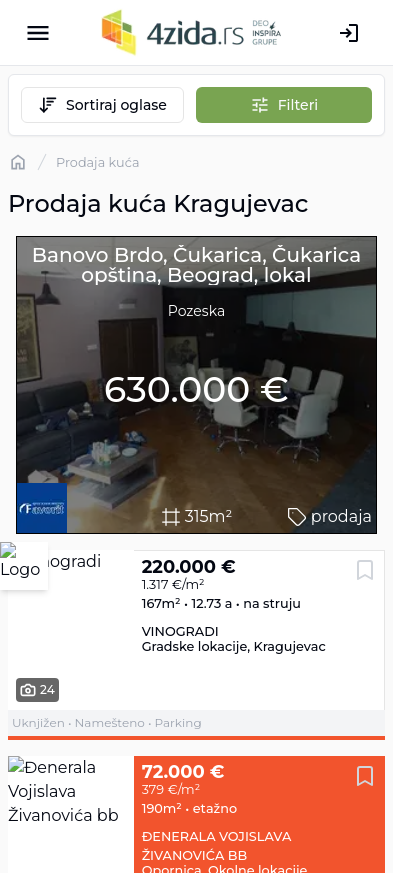 4zida.rs
DEO
INSPIRA
GRUPE
Sortiraj oglase
Filteri
/ Prodaja kuća
Prodaja kuća Kragujevac
Banovo Brdo, Čukarica, Čukarica
opština, Beograd, lokal
Pozeska
630.000 €
Favorit
315m²
prodaja
Logo
nogradi
220.000 €
1.317 €/m²
167m² • 12.73 a • na struju
VINOGRADI
Gradske lokacije, Kragujevac
24
Uknjižen • Namešteno • Parking
Đenerala
Vojislava
Živanovića bb
72.000 €
379 €/m²
190m² • etažno
ĐENERALA VOJISLAVA
ŽIVANOVIĆA BB
Opornica, Okolne lokacije